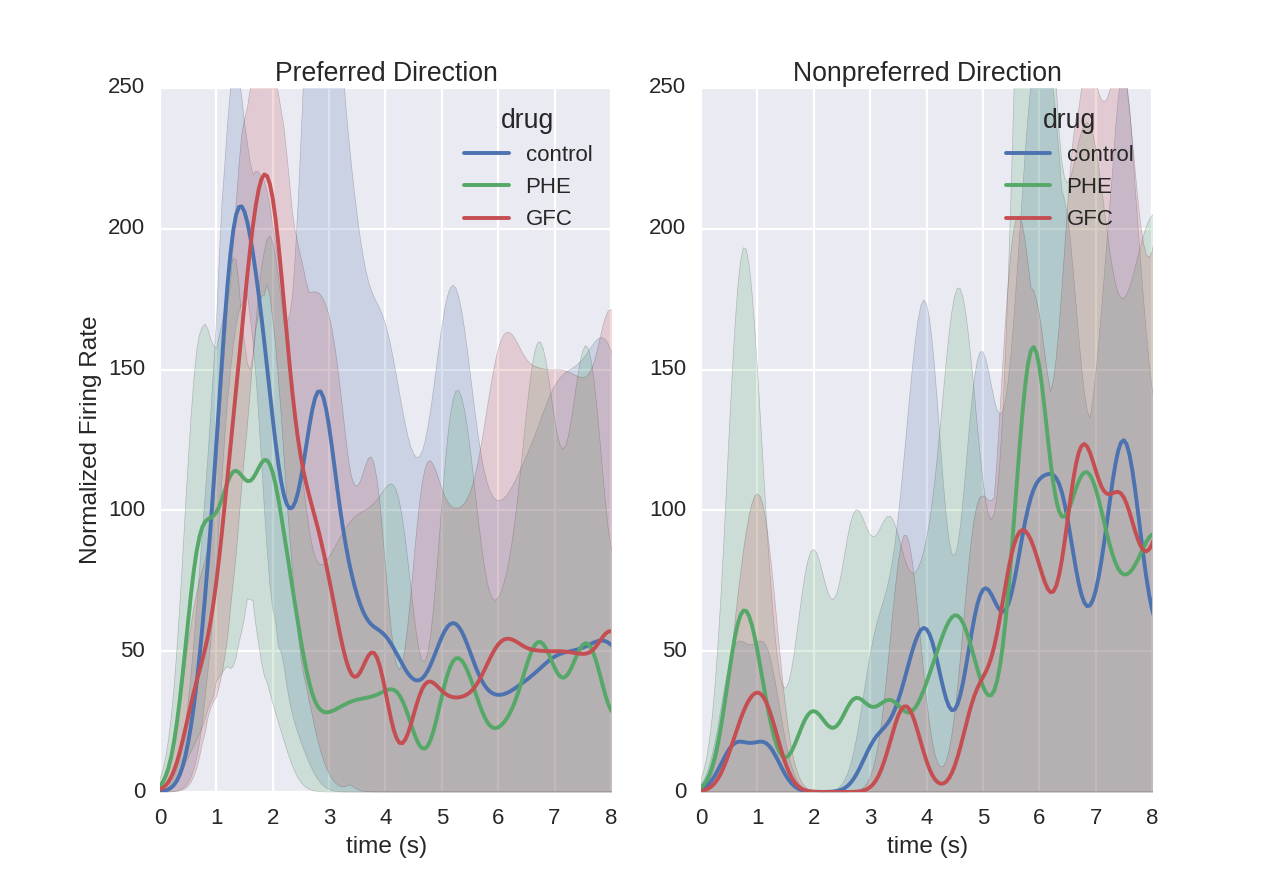 Preferred Direction
Nonpreferred Direction
250
200
150
100
50
0
Normalized Firing Rate
drug
control
PHE
GFC
0 1 2 3 4 5 6 7 8
time (s)
250
200
150
100
50
0
drug
control
PHE
GFC
0 1 2 3 4 5 6 7 8
time (s)